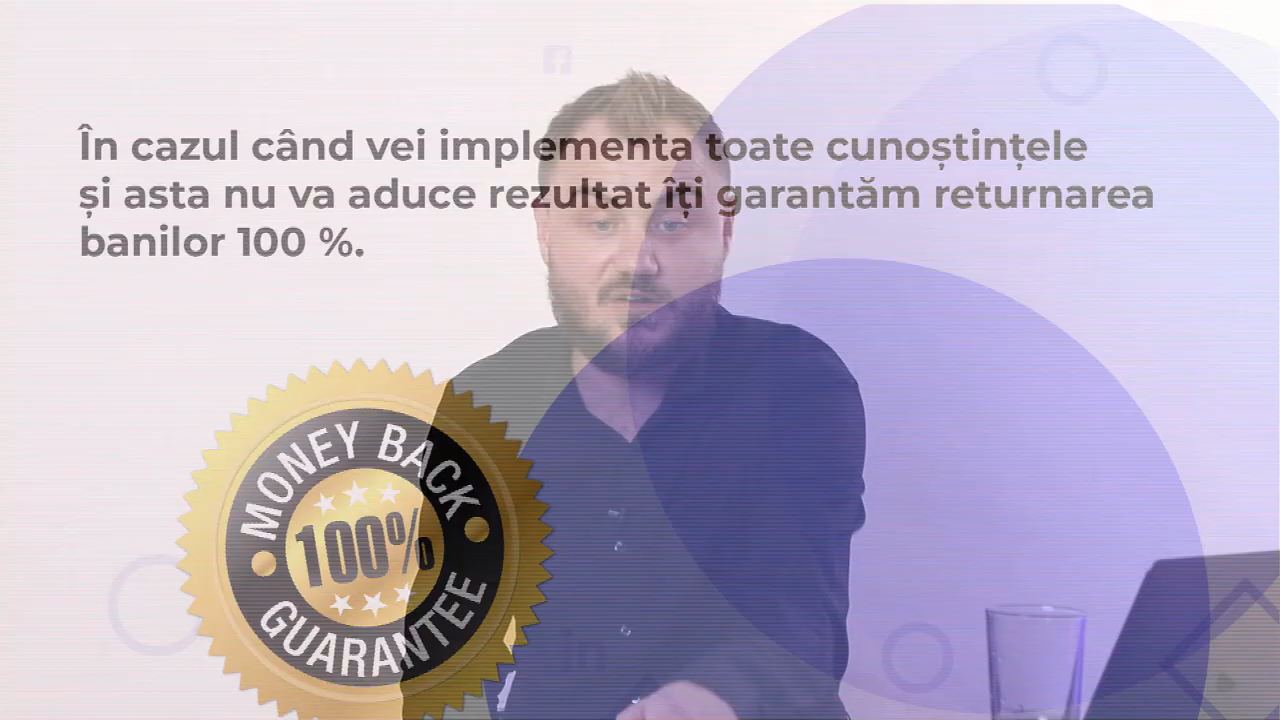 În cazul când vei implementa toate cunoștințele
și asta nu va aduce rezultat îți garantăm returnarea
banilor 100 %.
MONEY BACK
100%
GUARANTEE
in